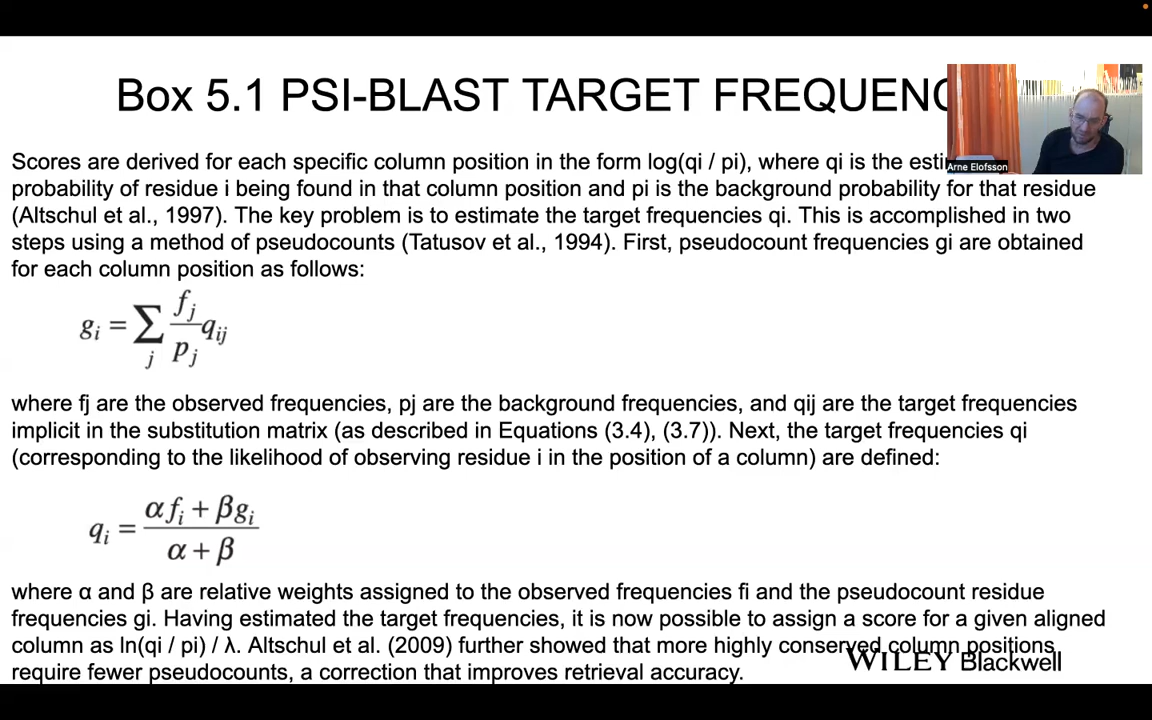 Box 5.1 PSI-BLAST TARGET
Arne Elofsson
Scores are derived for each specific column position in the form log(qi / pi), where qi is the
probability of residue i being found in that column position and pi is the background probability for that residue
(Altschul et al., 1997). The key problem is to estimate the target frequencies qi. This is accomplished in two
steps using a method of pseudocounts (Tatusov et al., 1994). First, pseudocount frequencies gi are obtained
for each column position as follows:
gᵢ = ∑ⱼ (fⱼ / pⱼ) qᵢⱼ
where fj are the observed frequencies, pj are the background frequencies, and qij are the target frequencies
implicit in the substitution matrix (as described in Equations (3.4), (3.7)). Next, the target frequencies qi
(corresponding to the likelihood of observing residue i in the position of a column) are defined:
qᵢ = (αfᵢ + βgᵢ) / (α + β)
where α and β are relative weights assigned to the observed frequencies fi and the pseudocount residue
frequencies gi. Having estimated the target frequencies, it is now possible to assign a score for a given aligned
column as ln(qi / pi) / λ. Altschul et al. (2009) further showed that more highly conserved column positions
require fewer pseudocounts, a correction that improves retrieval accuracy.
WILEY Blackwell